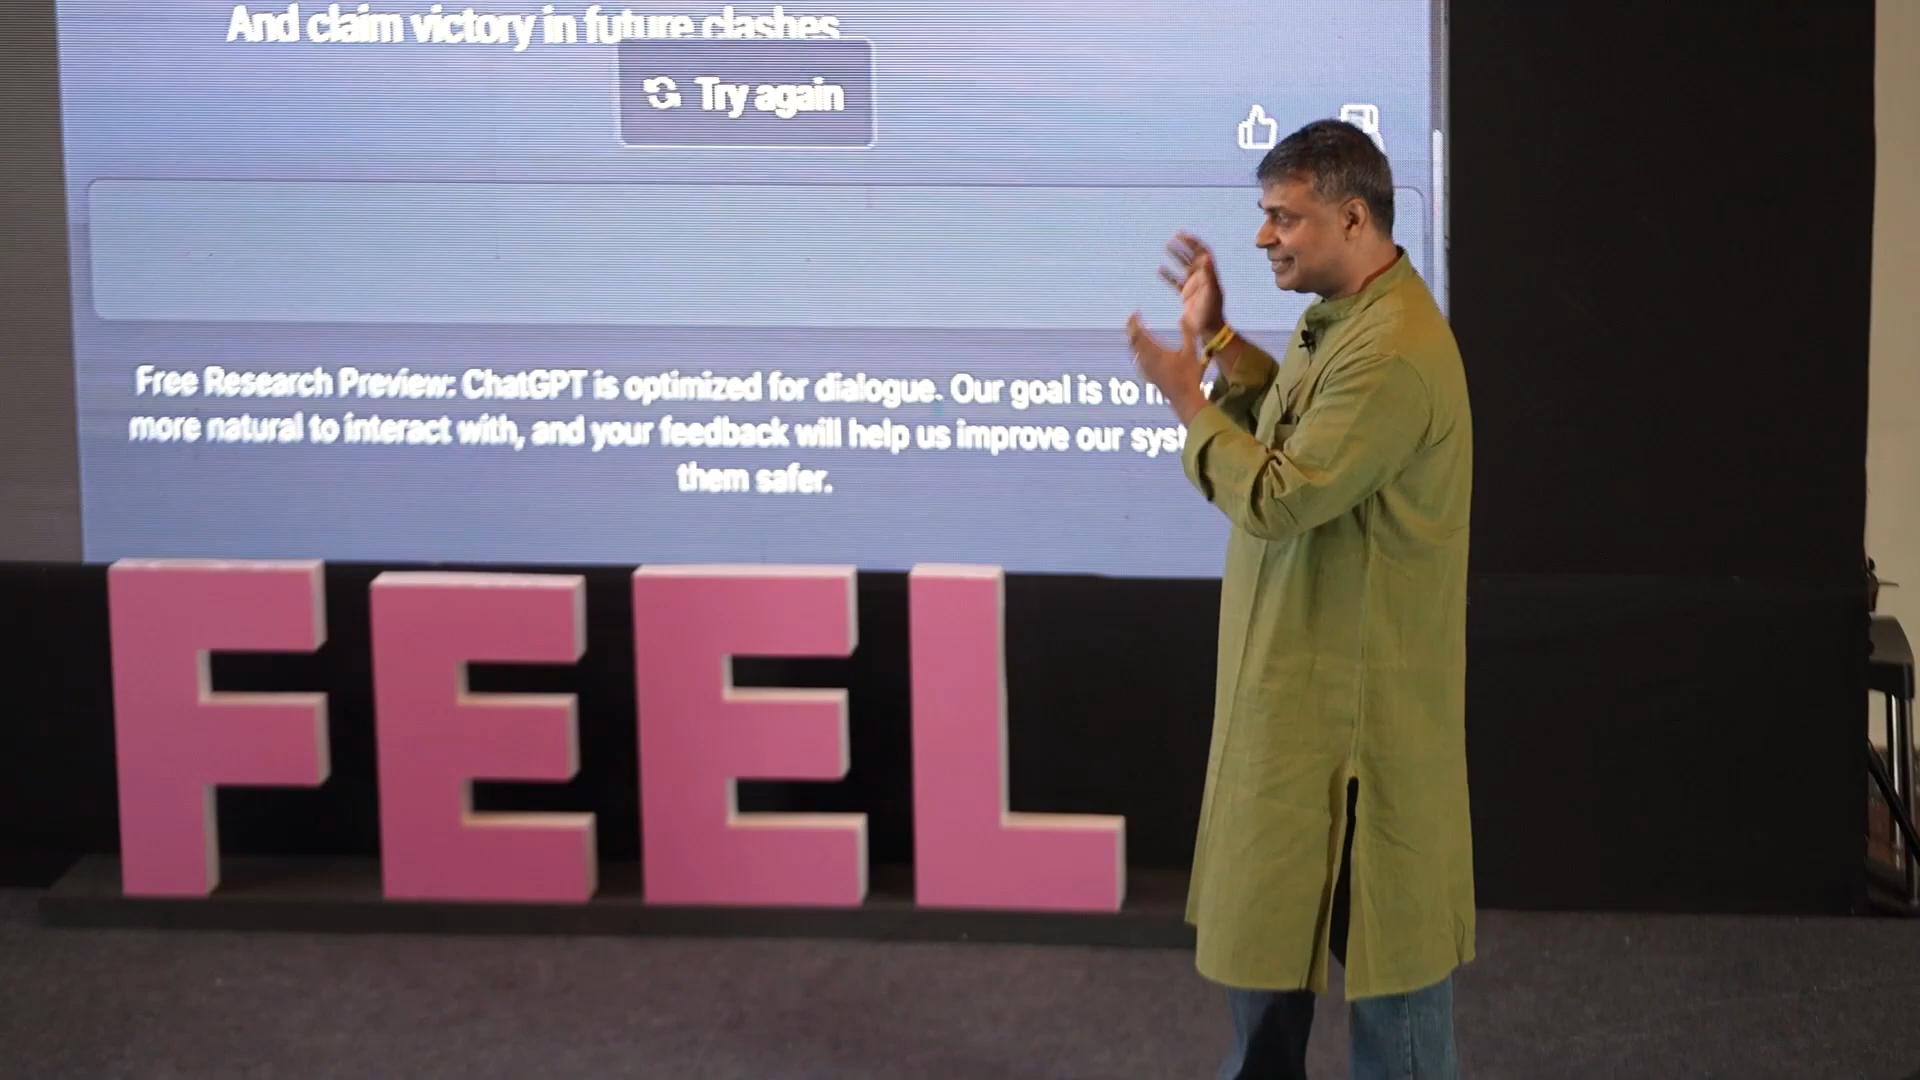 And claim victory in future clashes
Try again
Free Research Preview: ChatGPT is optimized for dialogue. Our goal is to
more natural to interact with, and your feedback will help us improve our
them safer.
FEEL